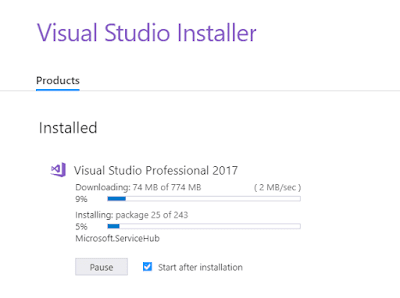 Visual Studio Installer
Products
Installed
Visual Studio Professional 2017
Downloading: 74 MB of 774 MB ( 2 MB/sec )
9%
Installing: package 25 of 243
5%
Microsoft.ServiceHub
Pause Start after installation